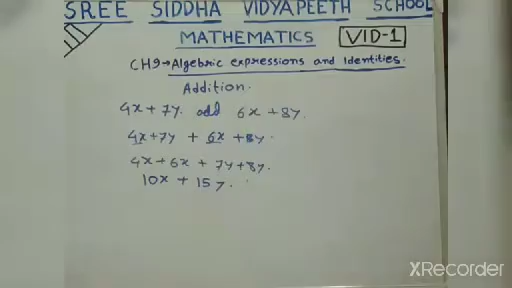 SREE SIDDHA VIDYAPEETH SCHOOL
MATHEMATICS VID-1
CH9→Algebric expressions and Identities.
Addition.
4x + 7y add 6x + 8y.
4x + 7y + 6x + 8y.
4x + 6x + 7y + 8y.
10x + 15y.
XRecorder